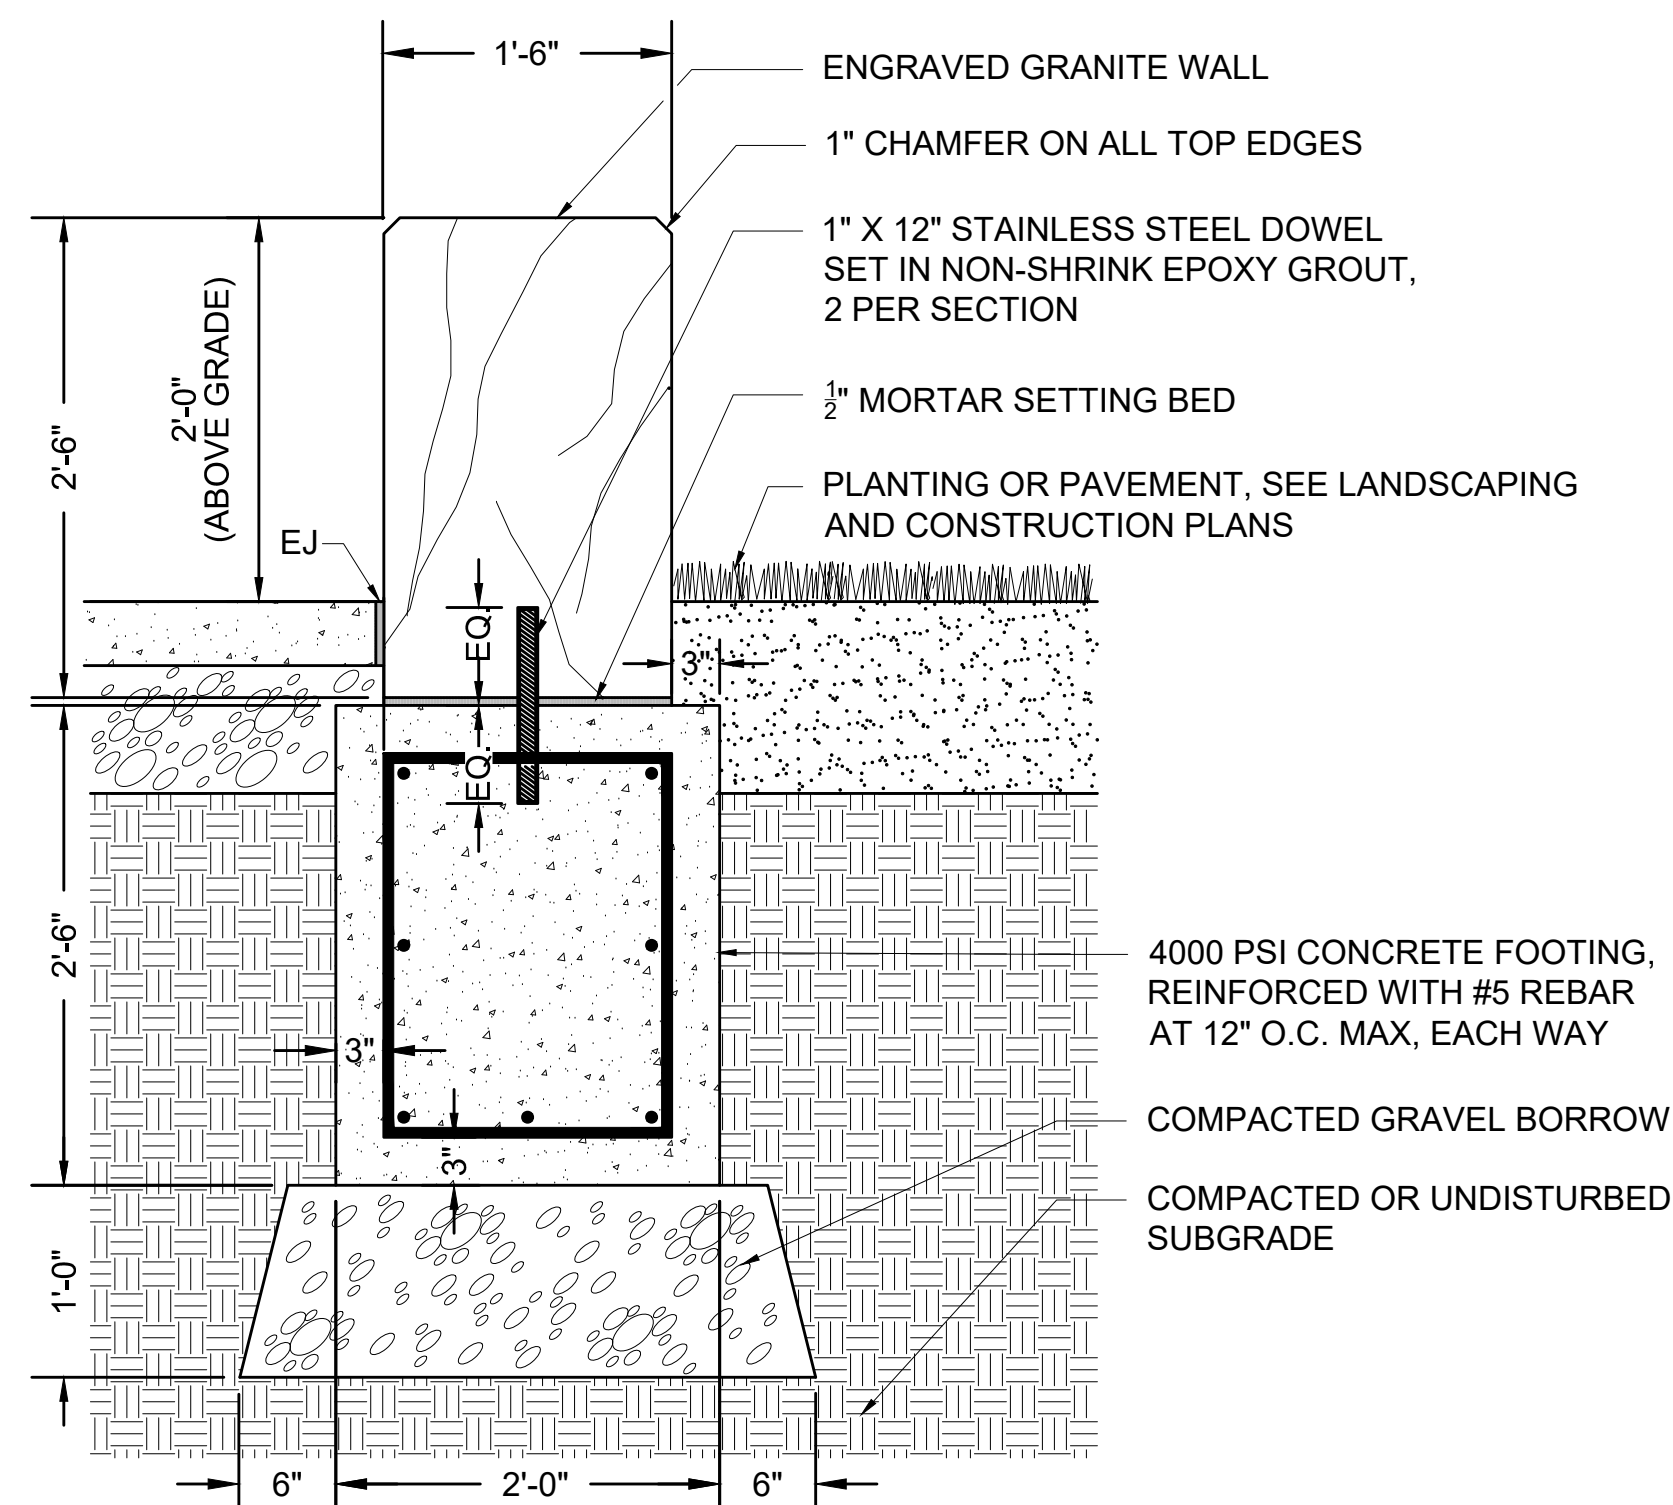 1'-6"
ENGRAVED GRANITE WALL
1" CHAMFER ON ALL TOP EDGES
1" X 12" STAINLESS STEEL DOWEL
SET IN NON-SHRINK EPOXY GROUT,
2 PER SECTION
2'-0"
(ABOVE GRADE)
2'-6"
½" MORTAR SETTING BED
PLANTING OR PAVEMENT, SEE LANDSCAPING
AND CONSTRUCTION PLANS
EJ
EQ.
3"
EQ.
2'-6"
4000 PSI CONCRETE FOOTING,
REINFORCED WITH #5 REBAR
AT 12" O.C. MAX, EACH WAY
3"
COMPACTED GRAVEL BORROW
3"
COMPACTED OR UNDISTURBED
SUBGRADE
1'-0"
6"
2'-0"
6"